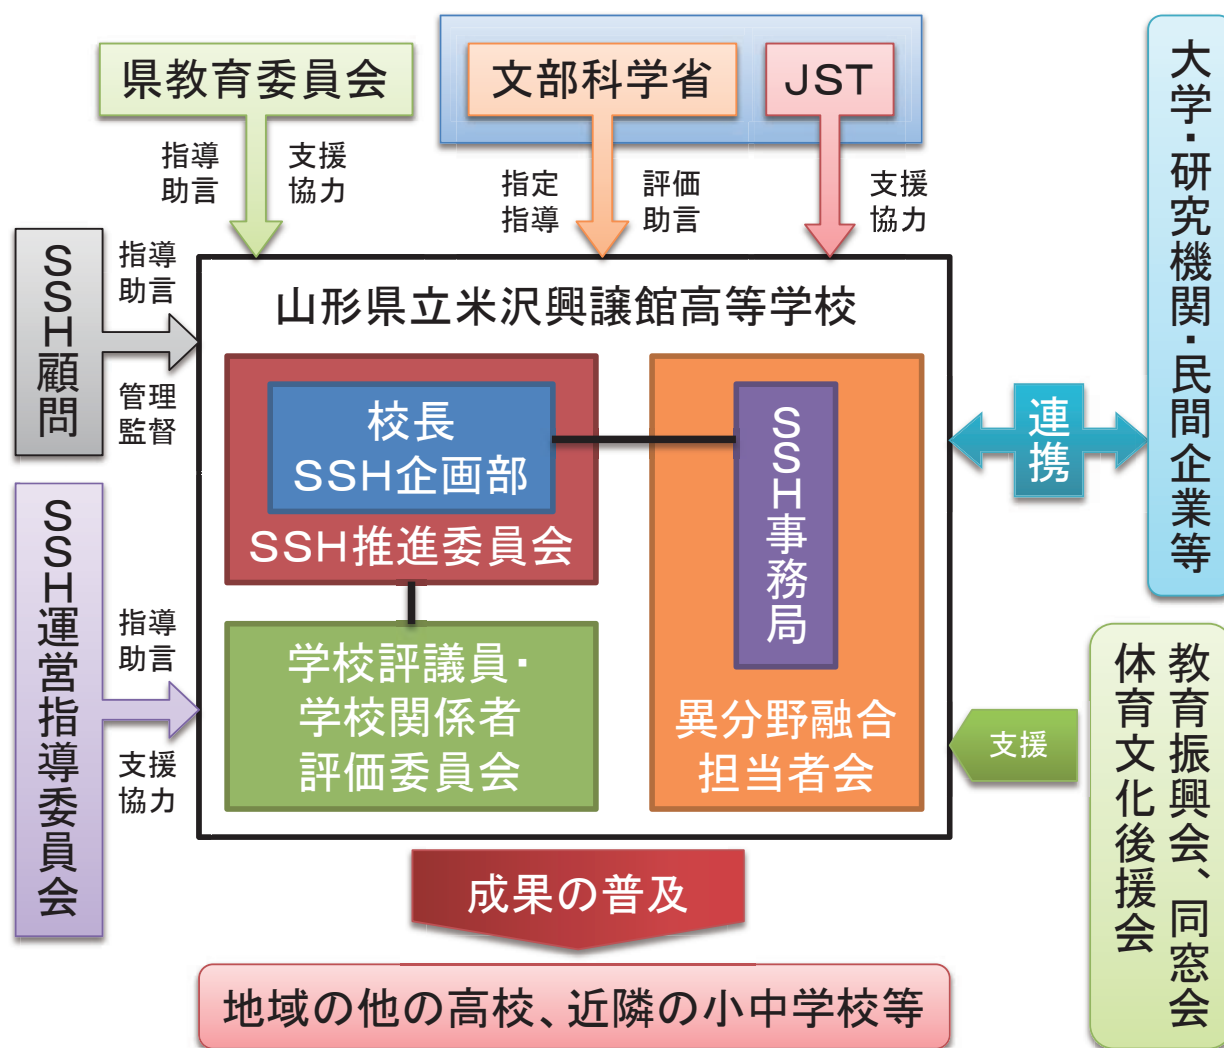 県教育委員会
文部科学省
JST
指導
助言
支援
協力
指定
指導
評価
助言
支援
協力
大学・研究機関・民間企業等
SSH顧問
指導
助言
管理
監督
山形県立米沢興譲館高等学校
校長
SSH企画部
SSH推進委員会
SSH事務局
連携
SSH運営指導委員会
指導
助言
支援
協力
学校評議員・
学校関係者
評価委員会
異分野融合
担当者会
支援
教育振興会、同窓会
体育文化後援会
成果の普及
地域の他の高校、近隣の小中学校等